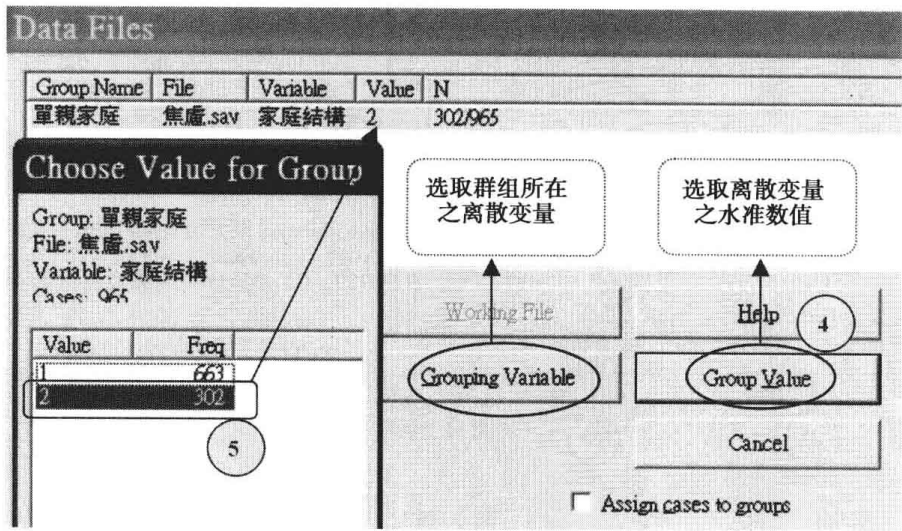 Data Files
Group Name File Variable Value N
單親家庭 焦慮.sav 家庭結構 2 302/965
Choose Value for Group
Group: 單親家庭
File: 焦慮.sav
Variable: 家庭結構
Cases: 965
Value Freq
1 663
2 302
5
选取群组所在
之离散变量
选取离散变量
之水准数值
Working File
Help
4
Grouping Variable
Group Value
Cancel
Assign cases to groups